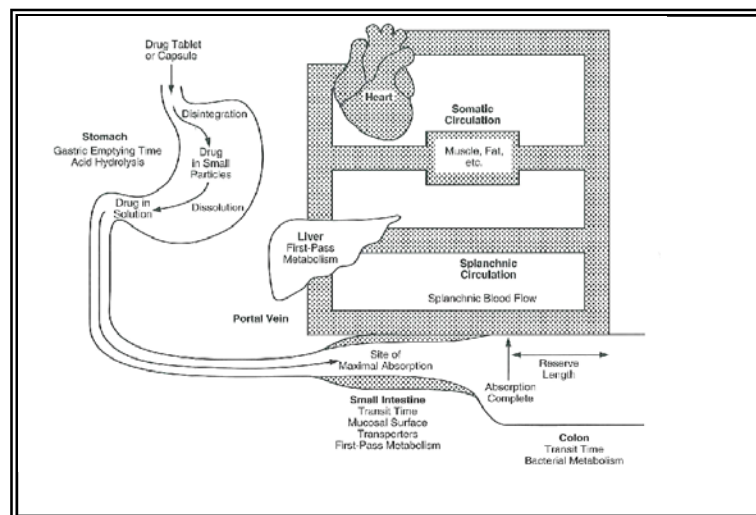 Drug Tablet
or Capsule
Disintegration
Stomach
Gastric Emptying Time
Acid Hydrolysis
Drug
in Small
Particles
Drug in
Solution
Dissolution
Heart
Somatic
Circulation
Muscle, Fat,
etc.
Liver
First-Pass
Metabolism
Splanchnic
Circulation
Splanchnic Blood Flow
Portal Vein
Site of
Maximal Absorption
Reserve
Length
Absorption
Complete
Small Intestine
Transit Time
Mucosal Surface
Transporters
First-Pass Metabolism
Colon
Transit Time
Bacterial Metabolism